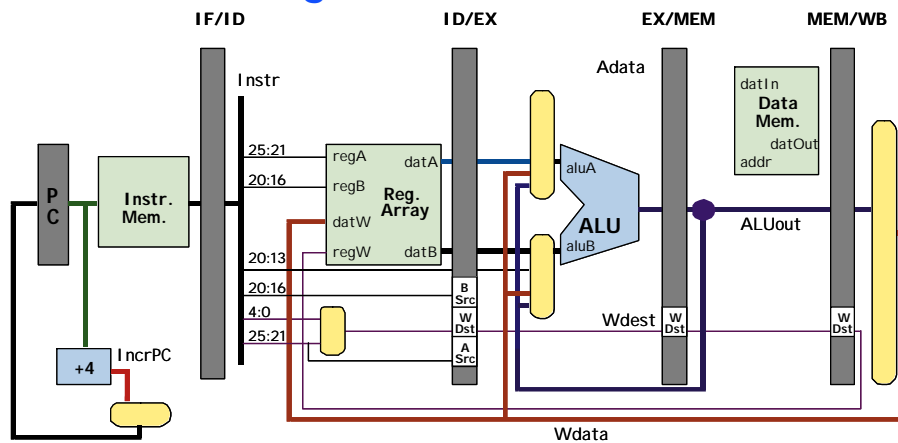 IF/ID
ID/EX
EX/MEM
MEM/WB
Instr
Adata
datIn
Data
Mem.
datOut
addr
25:21
regA
datA
aluA
P
C
Instr.
Mem.
20:16
regB
Reg.
Array
datW
ALU
ALUout
regW
datB
aluB
20:13
20:16
B
Src
4:0
W
Dst
Wdest
W
Dst
W
Dst
25:21
A
Src
+4
IncrPC
Wdata